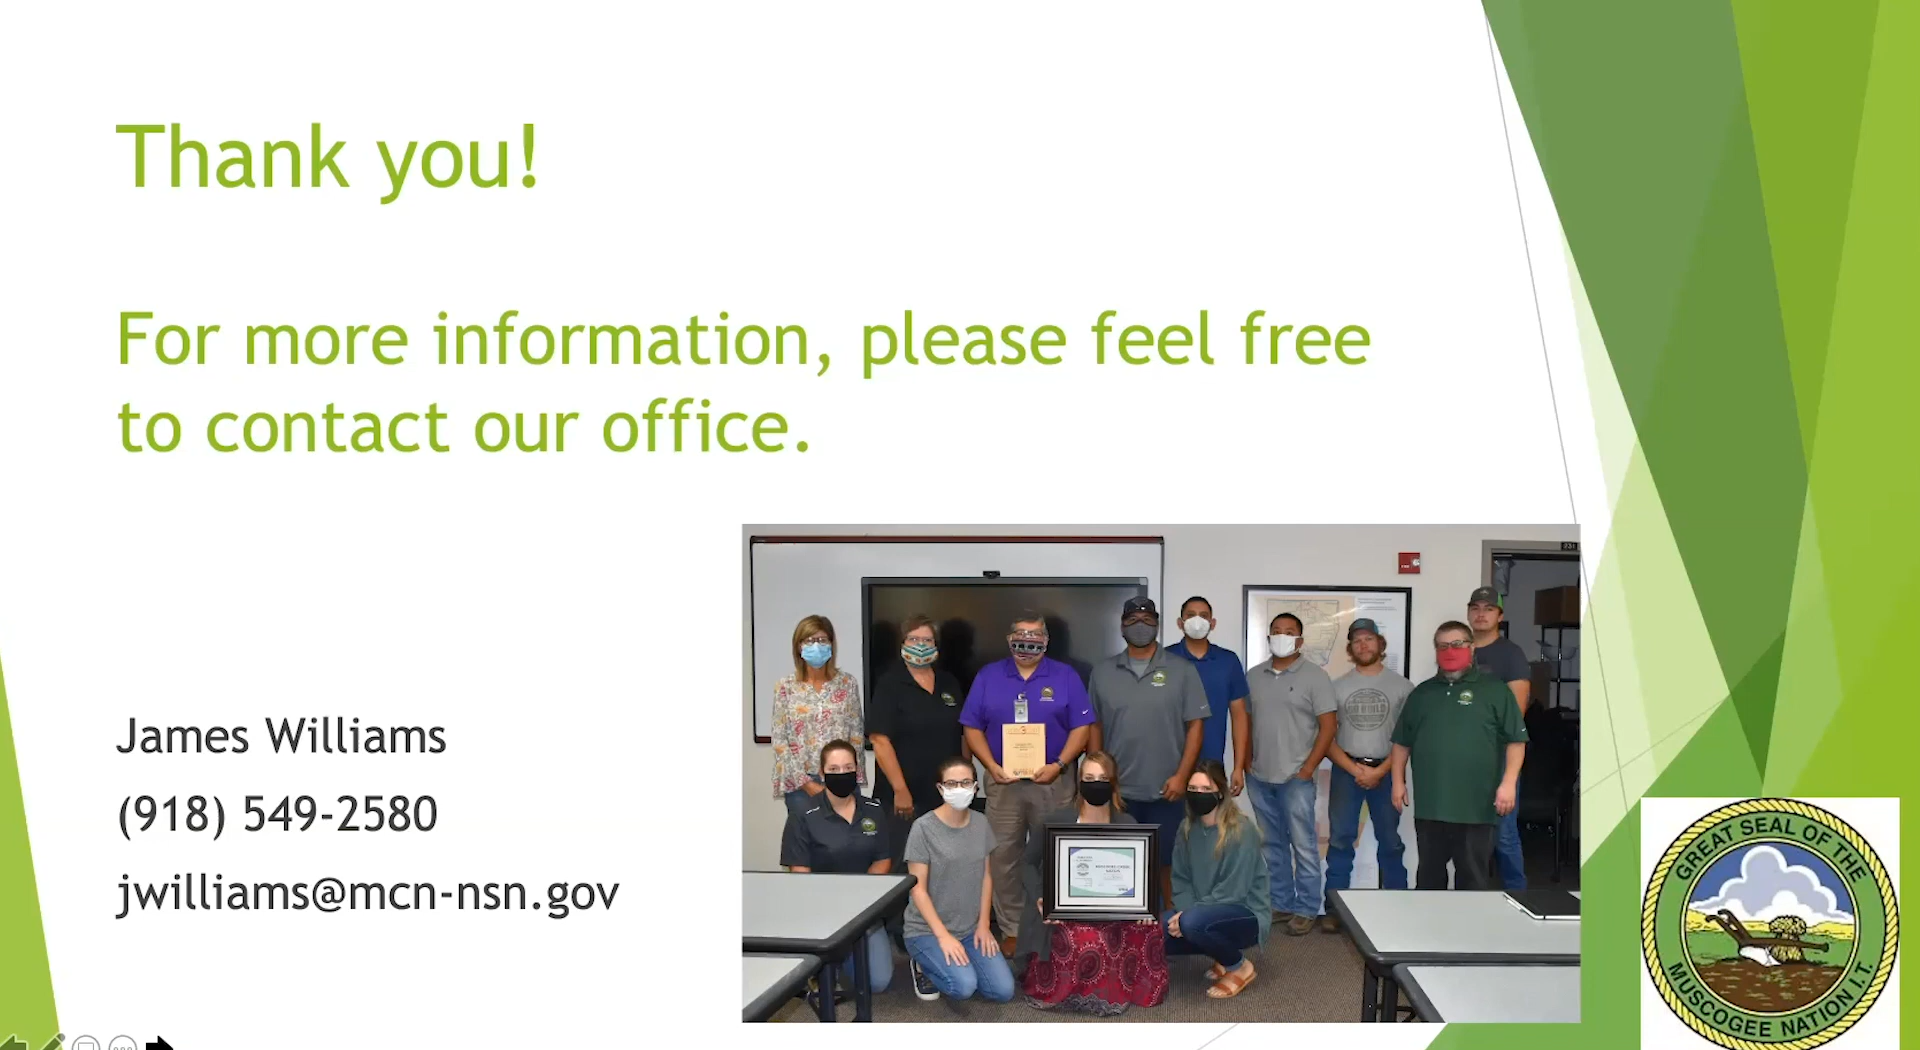 Thank you!
For more information, please feel free
to contact our office.
James Williams
(918) 549-2580
jwilliams@mcn-nsn.gov
GREAT SEAL OF THE
MUSCOGEE NATION I.T.